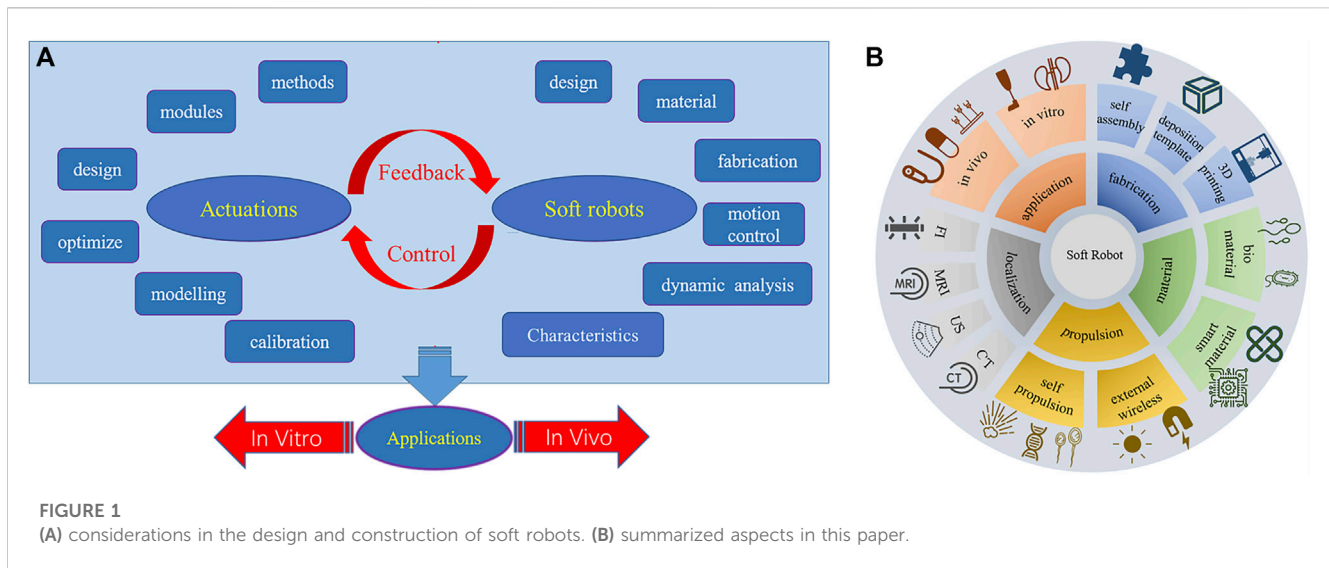 A
methods
modules
design
optimize
modelling
calibration
Actuations
Feedback
Control
Soft robots
design
material
fabrication
motion
control
dynamic analysis
Characteristics
Applications
In Vitro
In Vivo
B
in vitro
in vivo
application
self
assembly
deposition
template
3D
printing
fabrication
Soft Robot
material
bio
material
smart
material
propulsion
self
propulsion
external
wireless
localization
FI
MRI
US
CT
MRI
CT
FIGURE 1
(A) considerations in the design and construction of soft robots. (B) summarized aspects in this paper.